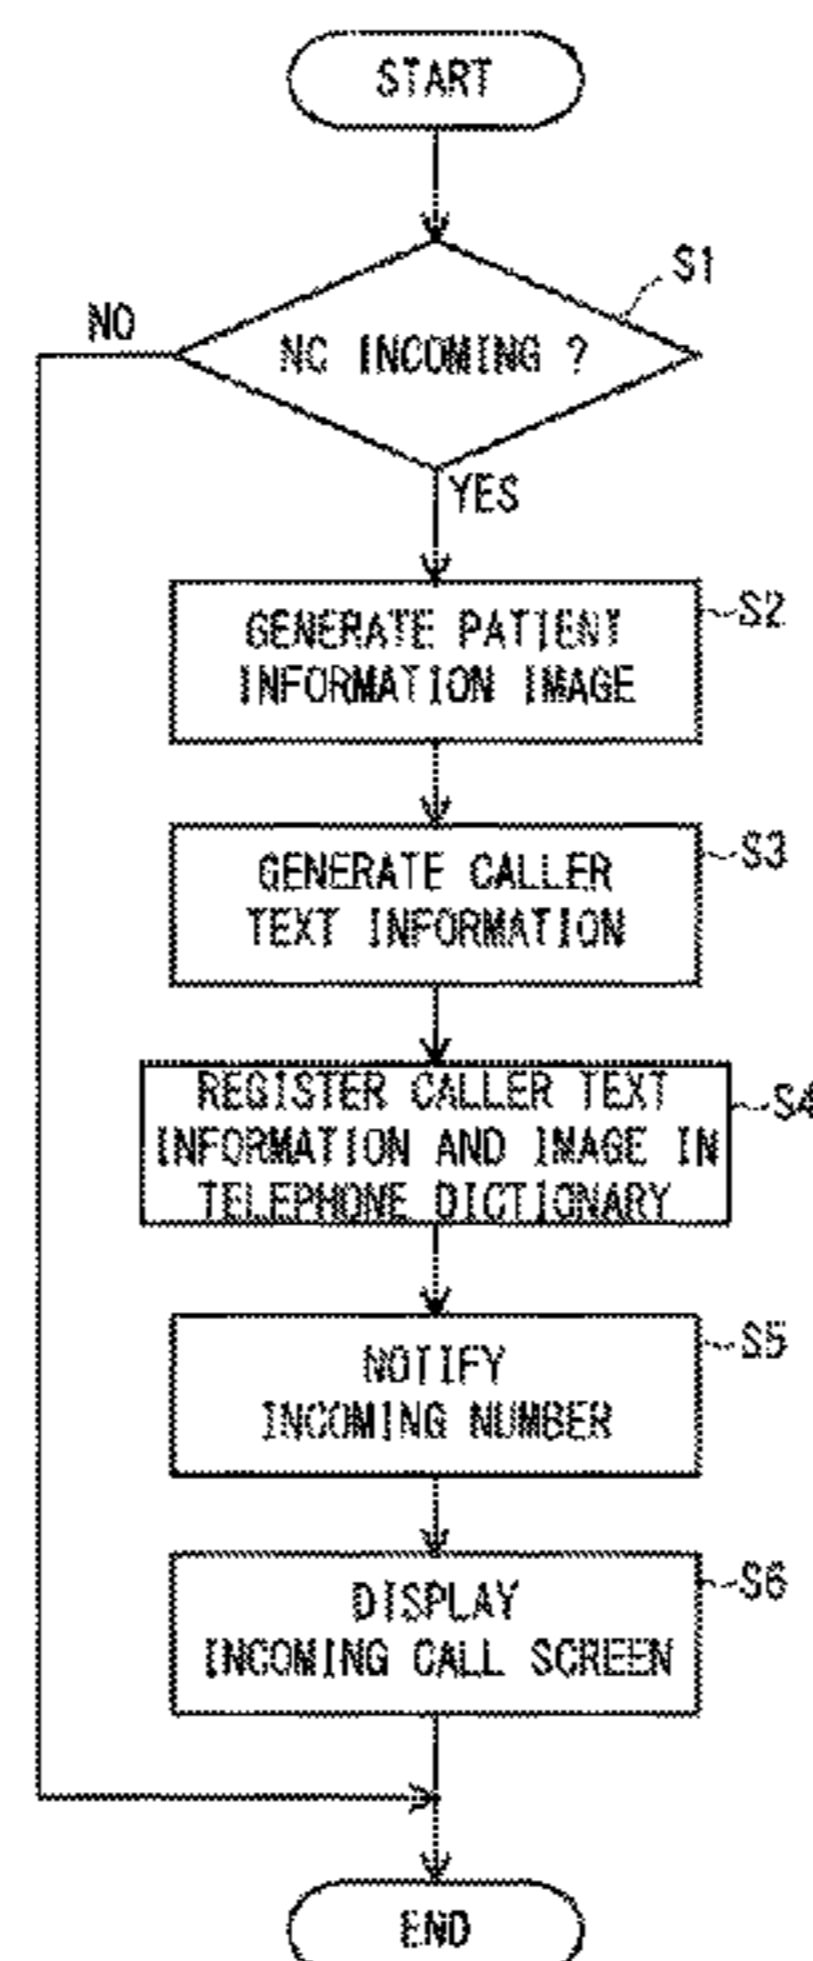 START
S1
NO
NC INCOMING ?
YES
S2
GENERATE PATIENT
INFORMATION IMAGE
S3
GENERATE CALLER
TEXT INFORMATION
S4
REGISTER CALLER TEXT
INFORMATION AND IMAGE IN
TELEPHONE DICTIONARY
S5
NOTIFY
INCOMING NUMBER
S6
DISPLAY
INCOMING CALL SCREEN
END